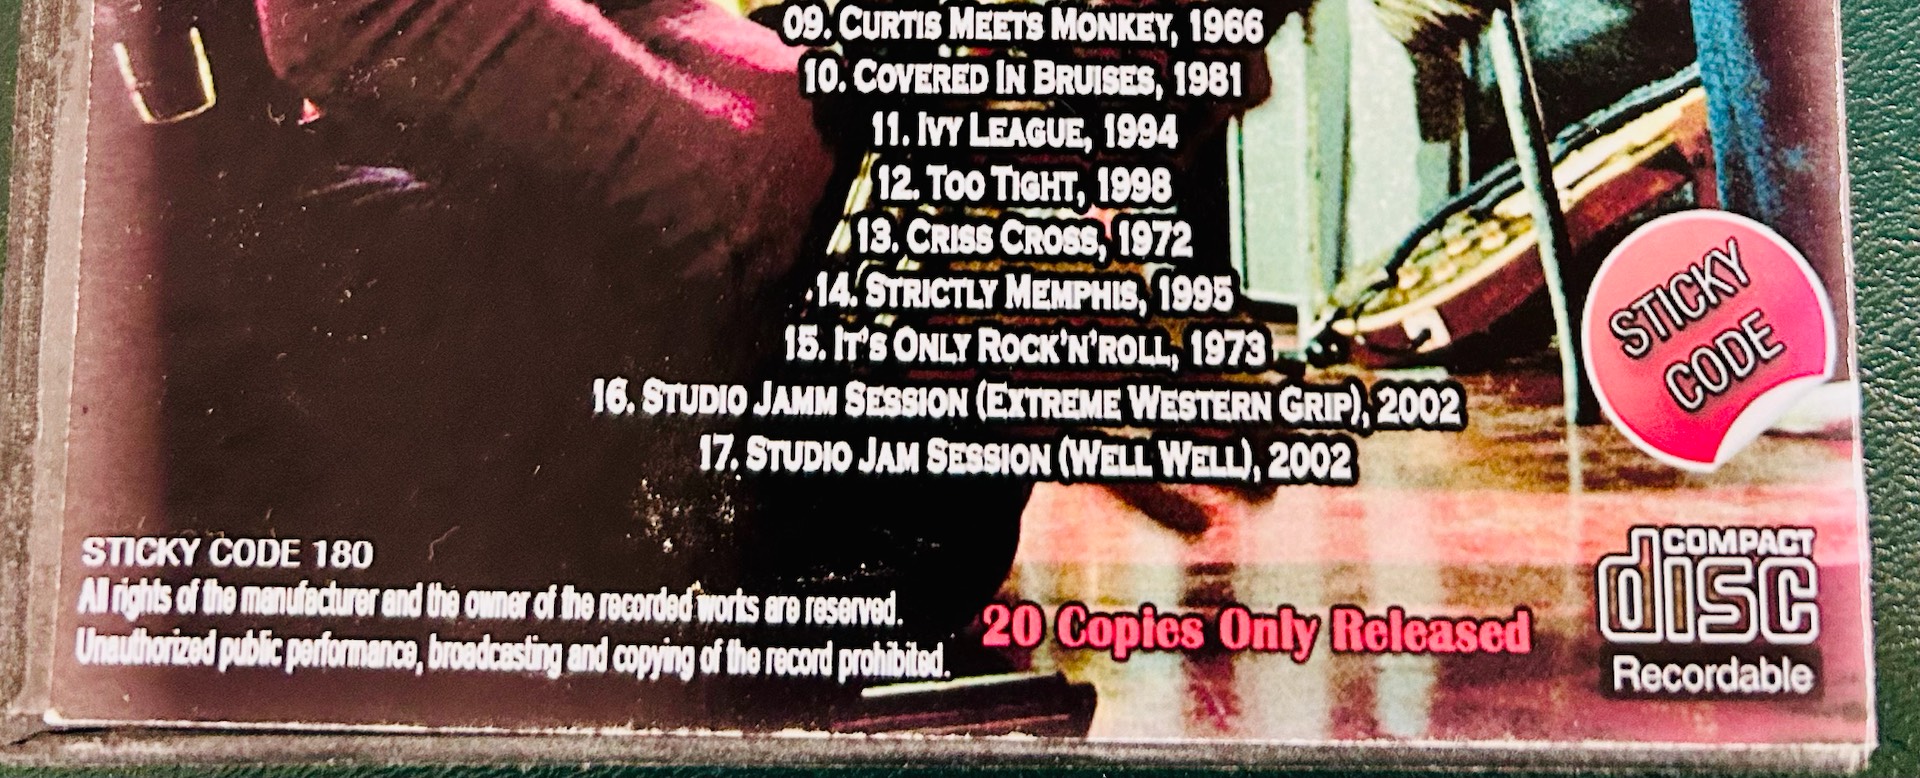 09. CURTIS MEETS MONKEY, 1966
10. COVERED IN BRUISES, 1981
11. IVY LEAGUE, 1994
12. TOO TIGHT, 1998
13. CRISS CROSS, 1972
14. STRICTLY MEMPHIS, 1995
15. IT'S ONLY ROCK'N'ROLL, 1973
16. STUDIO JAMM SESSION (EXTREME WESTERN GRIP), 2002
17. STUDIO JAM SESSION (WELL WELL), 2002
STICKY
CODE
STICKY CODE 180
All rights of the manufacturer and the owner of the recorded works are reserved.
Unauthorized public performance, broadcasting and copying of the record prohibited.
20 Copies Only Released
COMPACT
disc
Recordable